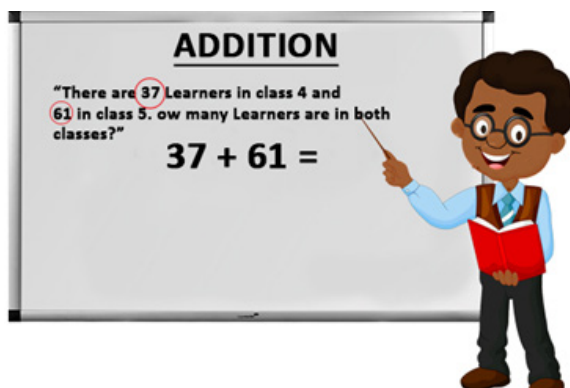 ADDITION
"There are 37 Learners in class 4 and
61 in class 5. ow many Learners are in both
classes?"
37 + 61 =